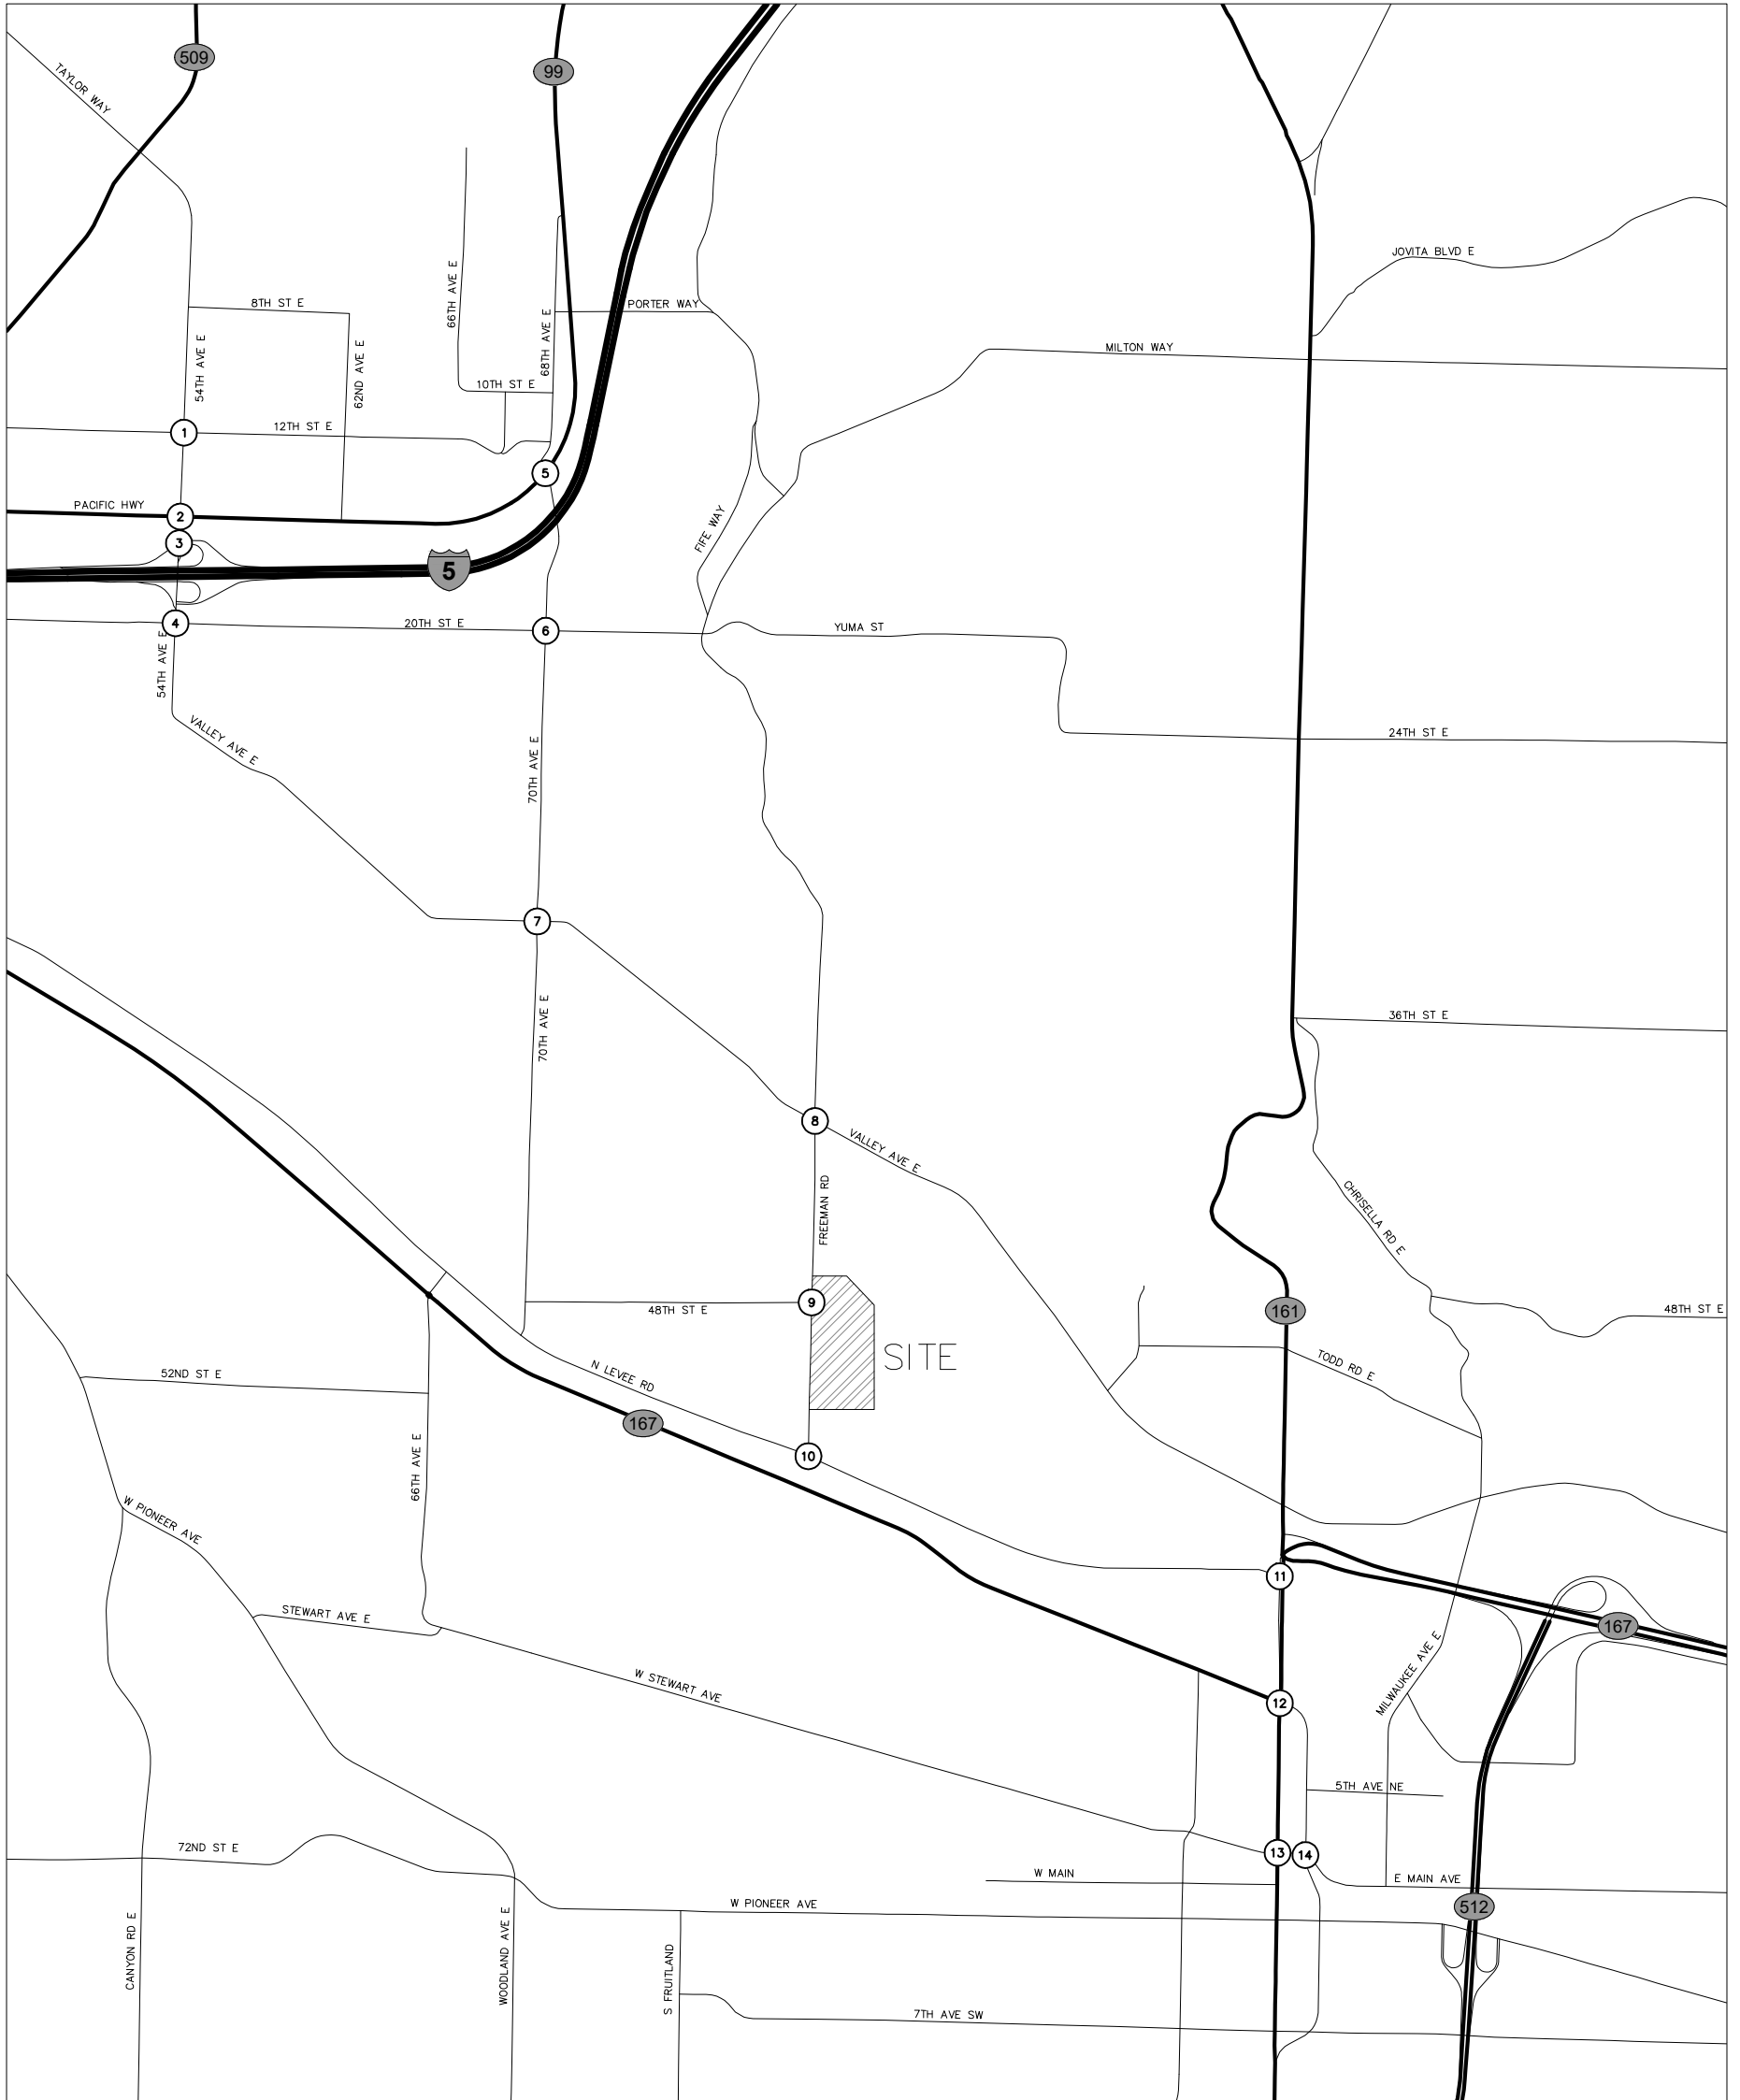 509
99
TAYLOR WAY
66TH AVE E
JOVITA BLVD E
8TH ST E
PORTER WAY
54TH AVE E
62ND AVE E
68TH AVE E
MILTON WAY
10TH ST E
12TH ST E
1
5
PACIFIC HWY
2
3
FIFE WAY
5
4
20TH ST E
6
YUMA ST
54TH AVE E
VALLEY AVE E
70TH AVE E
24TH ST E
7
70TH AVE E
36TH ST E
8
VALLEY AVE E
FREEMAN RD
CHRISELLA RD E
9
48TH ST E
161
48TH ST E
SITE
52ND ST E
N LEVEE RD
TODD RD E
167
66TH AVE E
10
W PIONEER AVE
11
STEWART AVE E
167
W STEWART AVE
MILWAUKEE AVE E
12
5TH AVE NE
72ND ST E
13
14
W MAIN
E MAIN AVE
W PIONEER AVE
512
CANYON RD E
WOODLAND AVE E
S FRUITLAND
7TH AVE SW